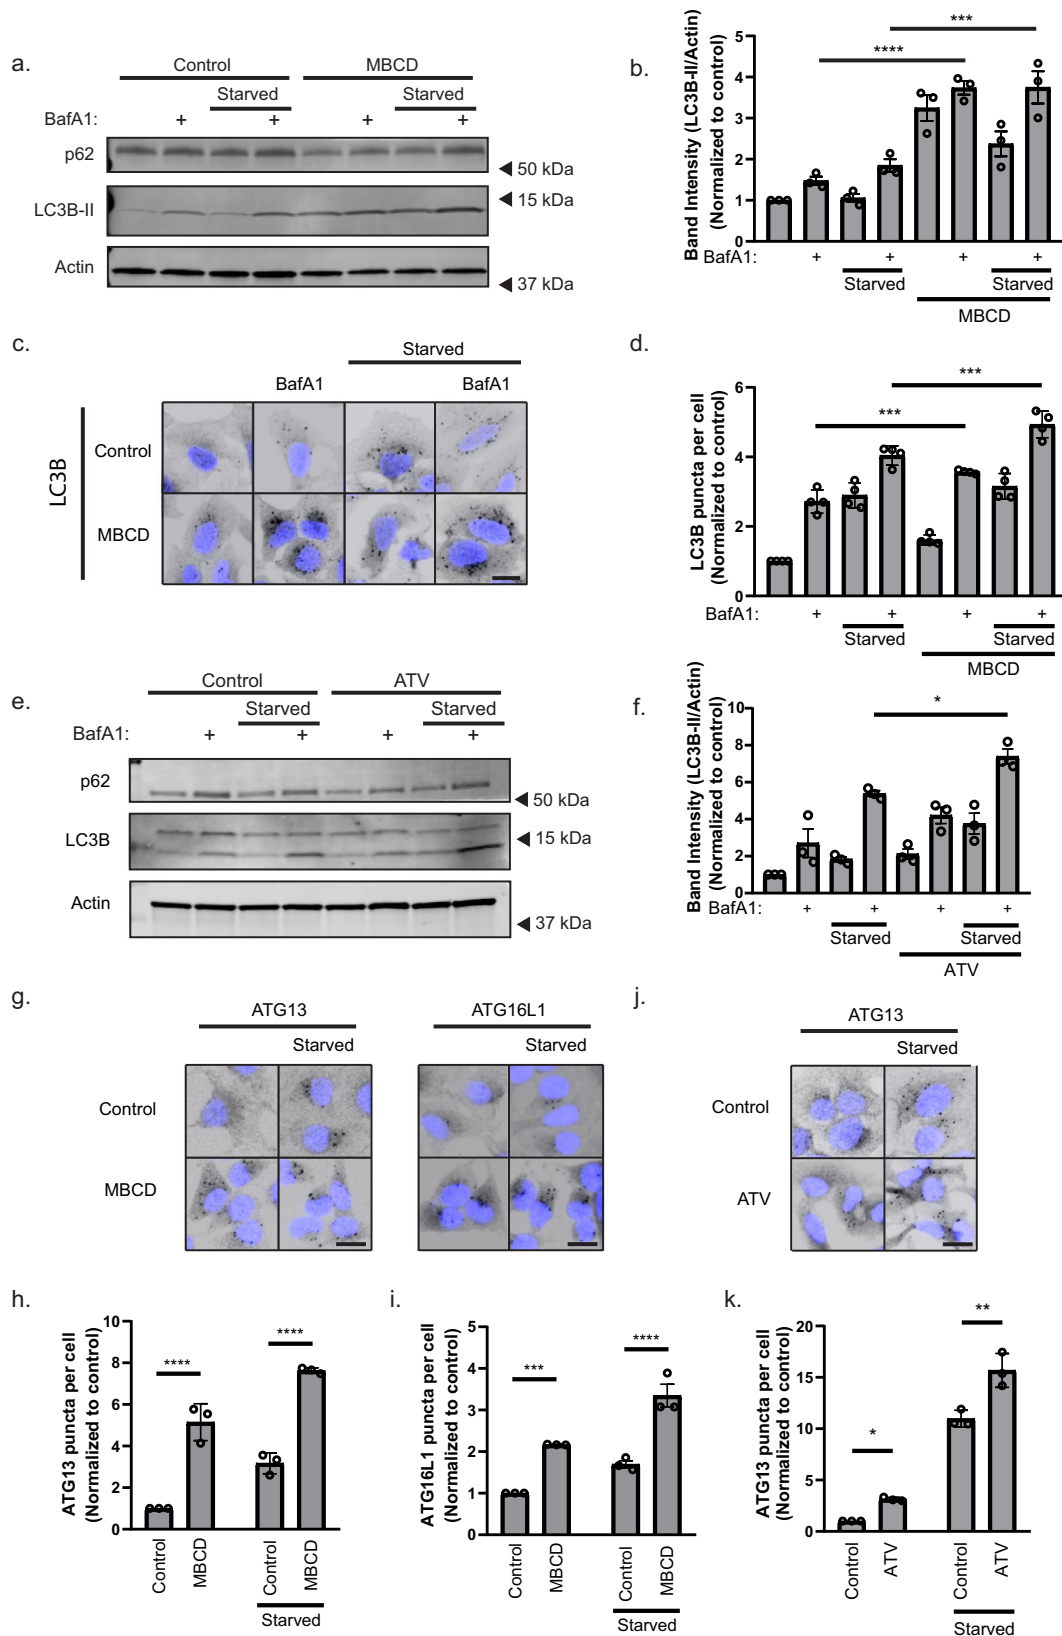 a.
Control MBCD
Starved Starved
BafA1: + + + +
p62
50 kDa
LC3B-II
15 kDa
Actin
37 kDa
b.
Band Intensity (LC3B-II/Actin)
(Normalized to control)
5
4
3
2
1
0
****
***
BafA1: + + + +
Starved Starved
MBCD
c.
Starved
BafA1 BafA1
LC3B
Control
MBCD
d.
LC3B puncta per cell
(Normalized to control)
6
4
2
0
***
***
BafA1: + + + +
Starved Starved
MBCD
e.
Control ATV
Starved Starved
BafA1: + + + +
p62
50 kDa
LC3B
15 kDa
Actin
37 kDa
f.
Band Intensity (LC3B-II/Actin)
(Normalized to control)
10
8
6
4
2
0
*
BafA1: + + + +
Starved Starved
ATV
g.
ATG13 ATG16L1
Starved Starved
Control
MBCD
j.
ATG13
Starved
Control
ATV
h.
ATG13 puncta per cell
(Normalized to control)
10
8
6
4
2
0
****
****
Control MBCD Control MBCD
Starved
i.
ATG16L1 puncta per cell
(Normalized to control)
5
4
3
2
1
0
***
****
Control MBCD Control MBCD
Starved
k.
ATG13 puncta per cell
(Normalized to control)
20
15
10
5
0
*
**
Control ATV Control ATV
Starved